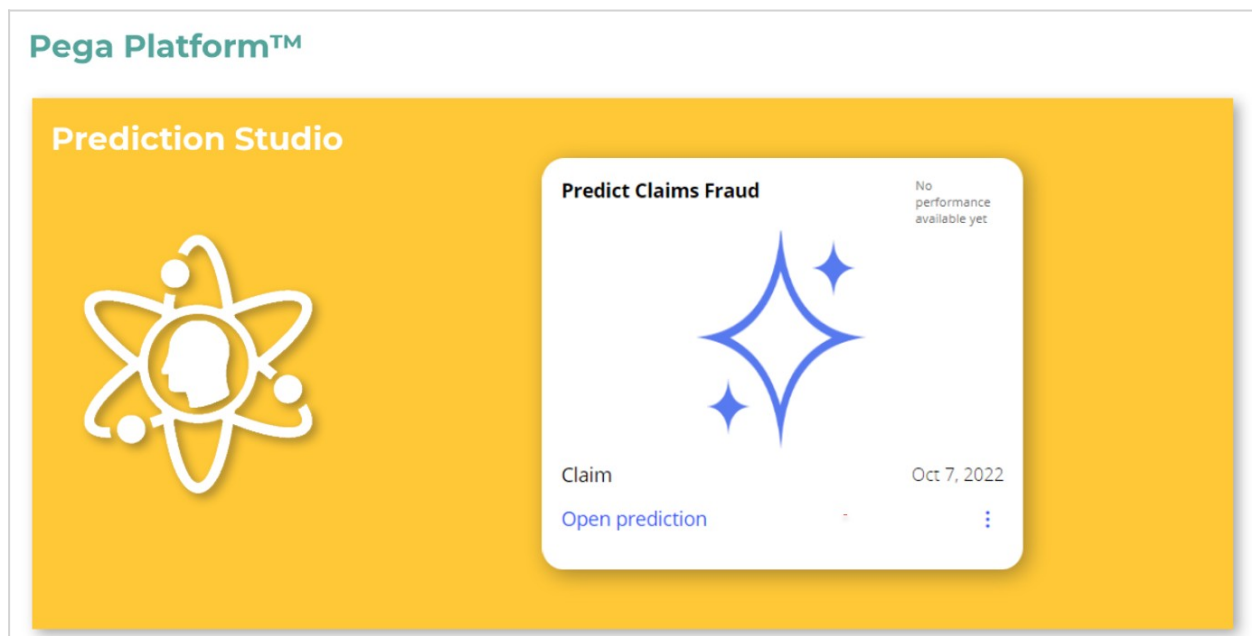 Pega Platform™
Prediction Studio
Predict Claims Fraud
No
performance
available yet
Claim
Oct 7, 2022
Open prediction